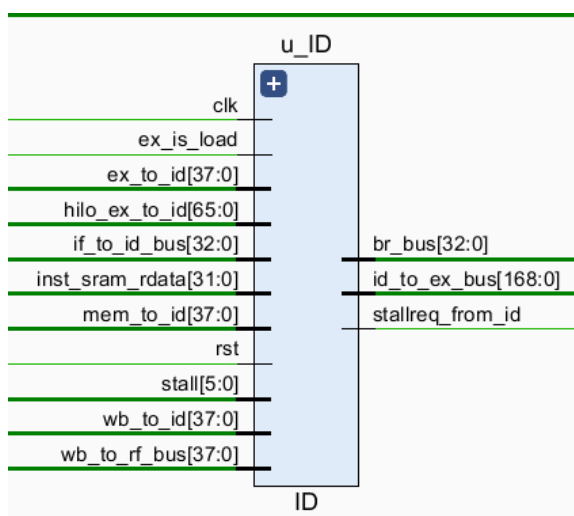 u_ID
+
clk
ex_is_load
ex_to_id[37:0]
hilo_ex_to_id[65:0]
if_to_id_bus[32:0]
inst_sram_rdata[31:0]
mem_to_id[37:0]
rst
stall[5:0]
wb_to_id[37:0]
wb_to_rf_bus[37:0]
br_bus[32:0]
id_to_ex_bus[168:0]
stallreq_from_id
ID